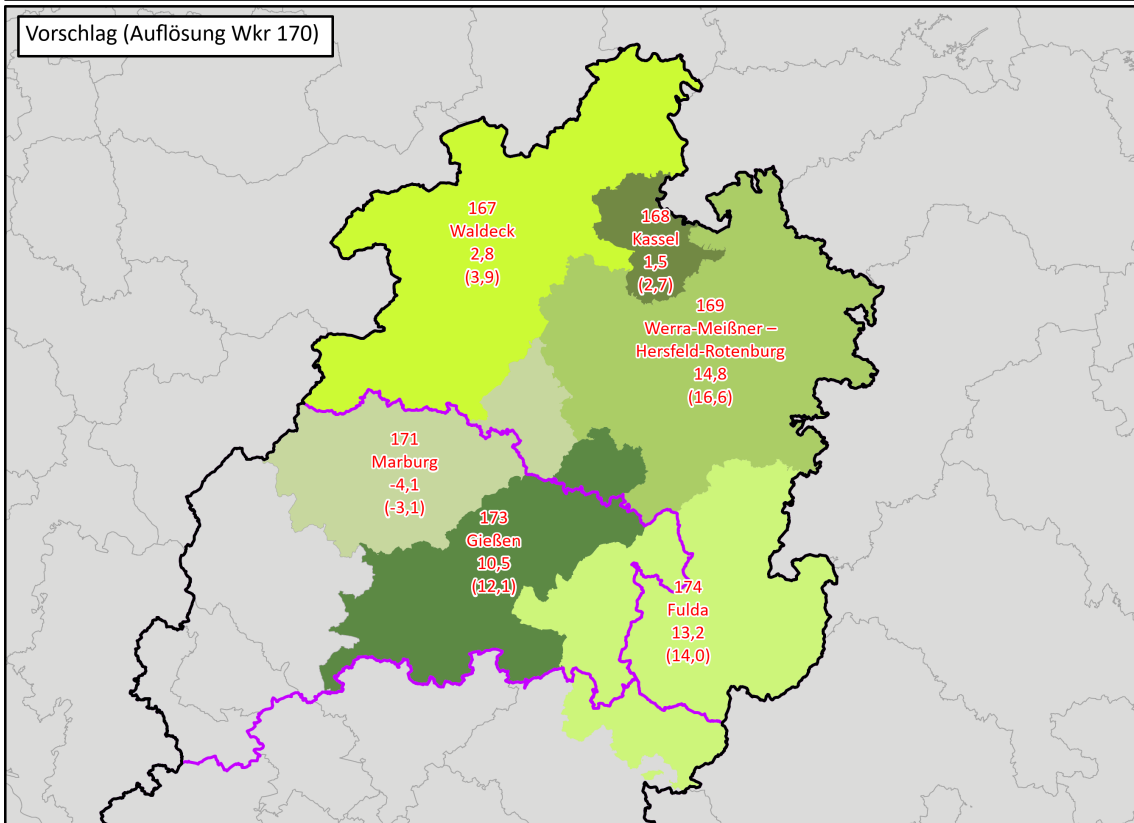 Vorschlag (Auflösung Wkr 170)
167
Waldeck
2,8
(3,9)
168
Kassel
1,5
(2,7)
169
Werra-Meißner –
Hersfeld-Rotenburg
14,8
(16,6)
171
Marburg
-4,1
(-3,1)
173
Gießen
10,5
(12,1)
174
Fulda
13,2
(14,0)